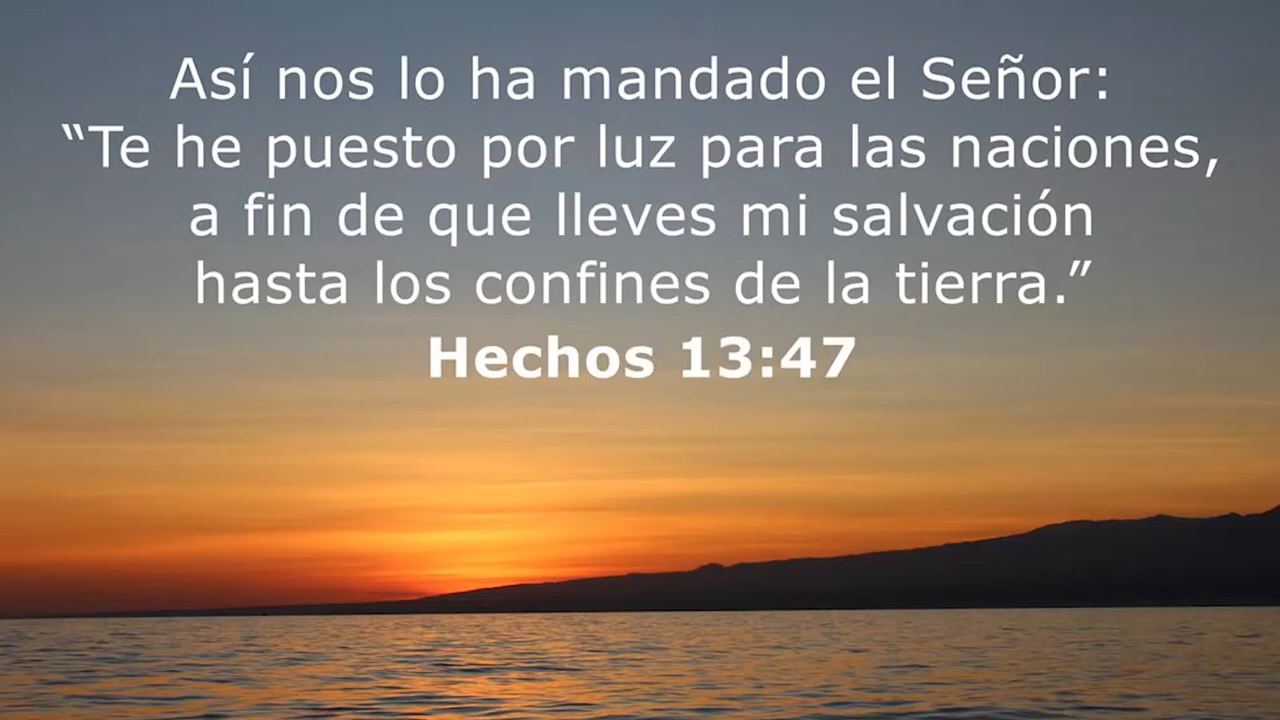 Así nos lo ha mandado el Señor:
“Te he puesto por luz para las naciones,
a fin de que lleves mi salvación
hasta los confines de la tierra.”
Hechos 13:47